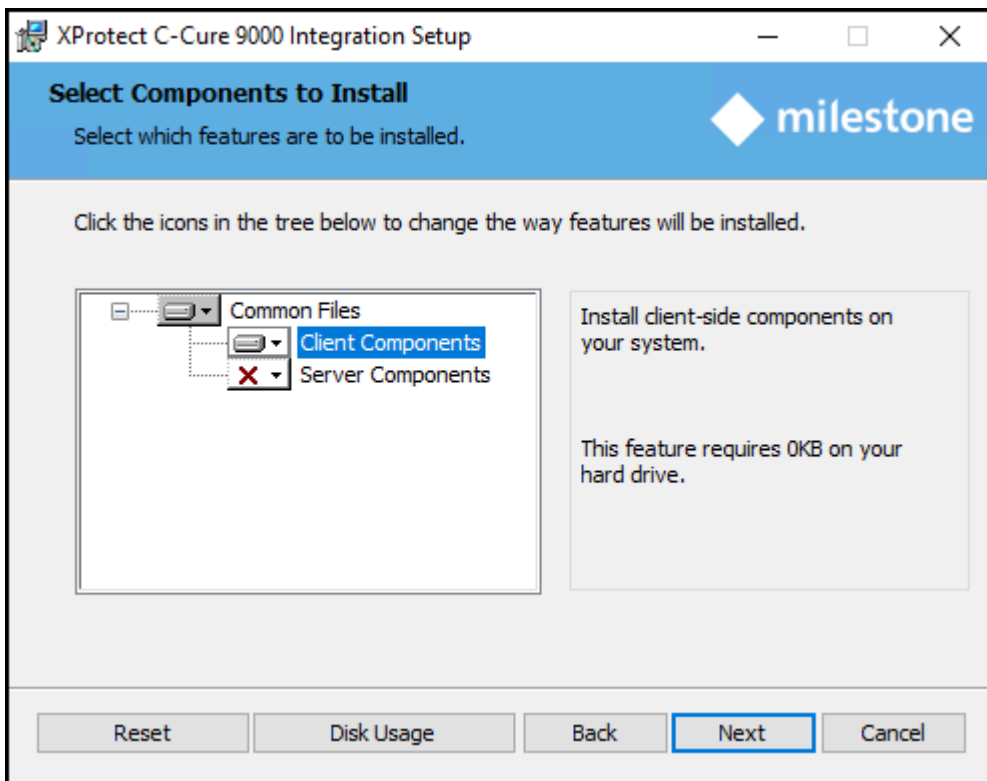 XProtect C-Cure 9000 Integration Setup
Select Components to Install
Select which features are to be installed.
milestone
Click the icons in the tree below to change the way features will be installed.
Common Files
Client Components
Server Components
Install client-side components on
your system.
This feature requires 0KB on your
hard drive.
Reset
Disk Usage
Back
Next
Cancel